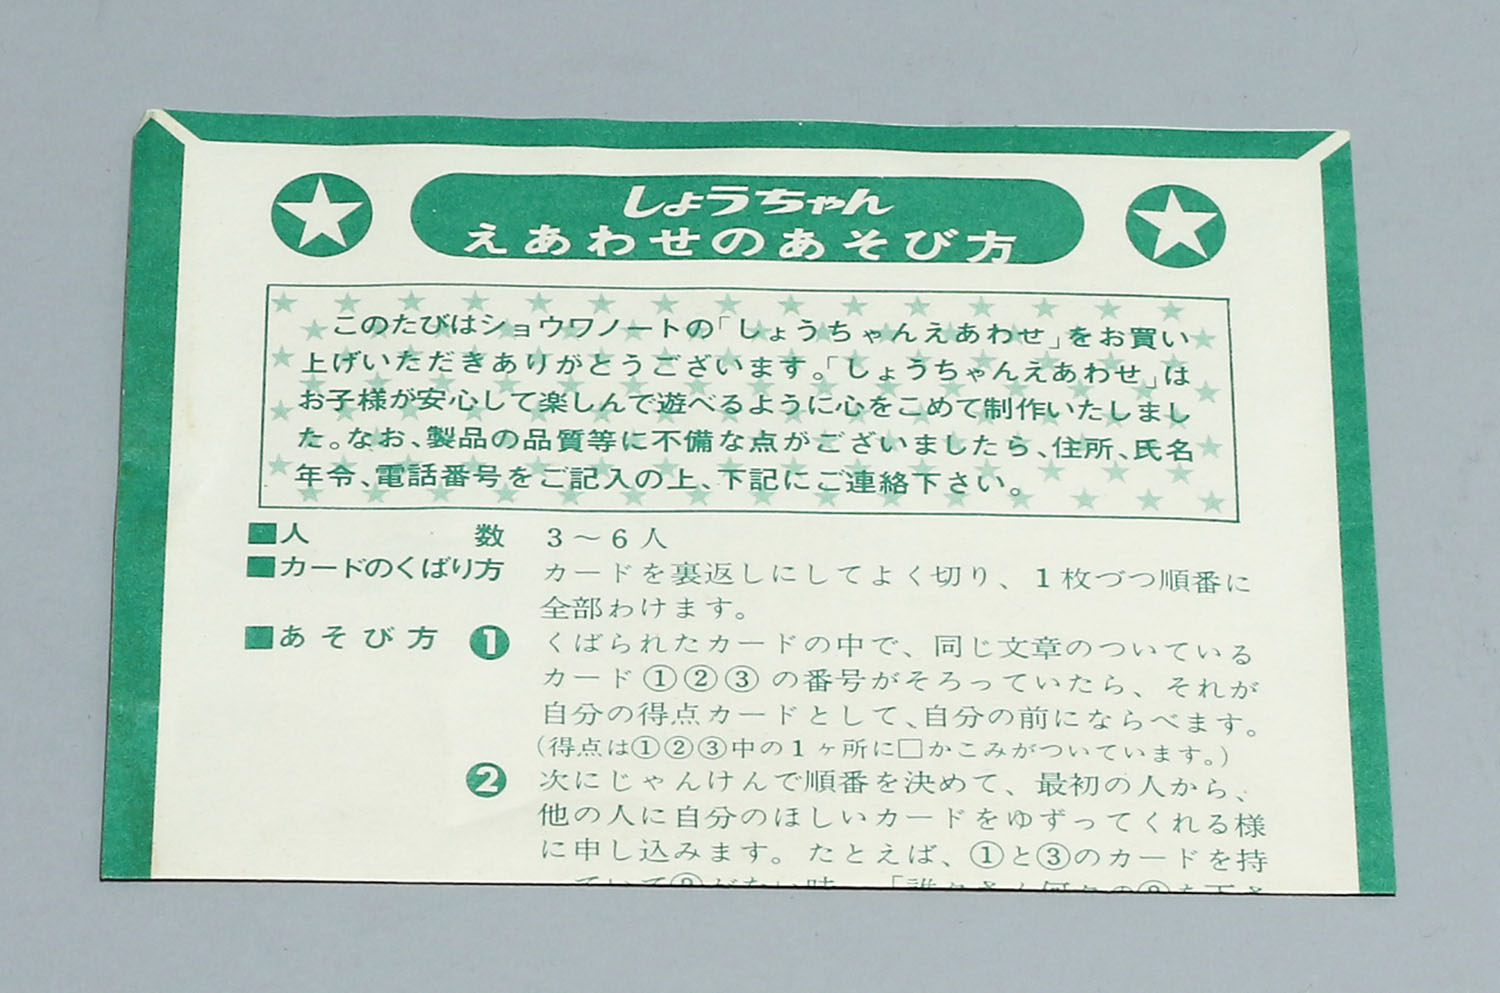 しょうちゃん
えあわせのあそび方
このたびはショウワノートの「しょうちゃんえあわせ」をお買い
上げいただきありがとうございます。「しょうちゃんえあわせ」は
お子様が安心して楽しんで遊べるように心をこめて制作いたしまし
た。なお、製品の品質等に不備な点がございましたら、住所、氏名
年令、電話番号をご記入の上、下記にご連絡下さい。
■人数 3〜6人
■カードのくばり方 カードを裏返しにしてよく切り、1枚づつ順番に
全部わけます。
■あそび方 ❶ くばられたカードの中で、同じ文章のついている
カード①②③の番号がそろっていたら、それが
自分の得点カードとして、自分の前にならべます。
(得点は①②③中の1ヶ所に□かこみがついています。)
❷ 次にじゃんけんで順番を決めて、最初の人から、
他の人に自分のほしいカードをゆずってくれる様
に申し込みます。たとえば、①と③のカードを持